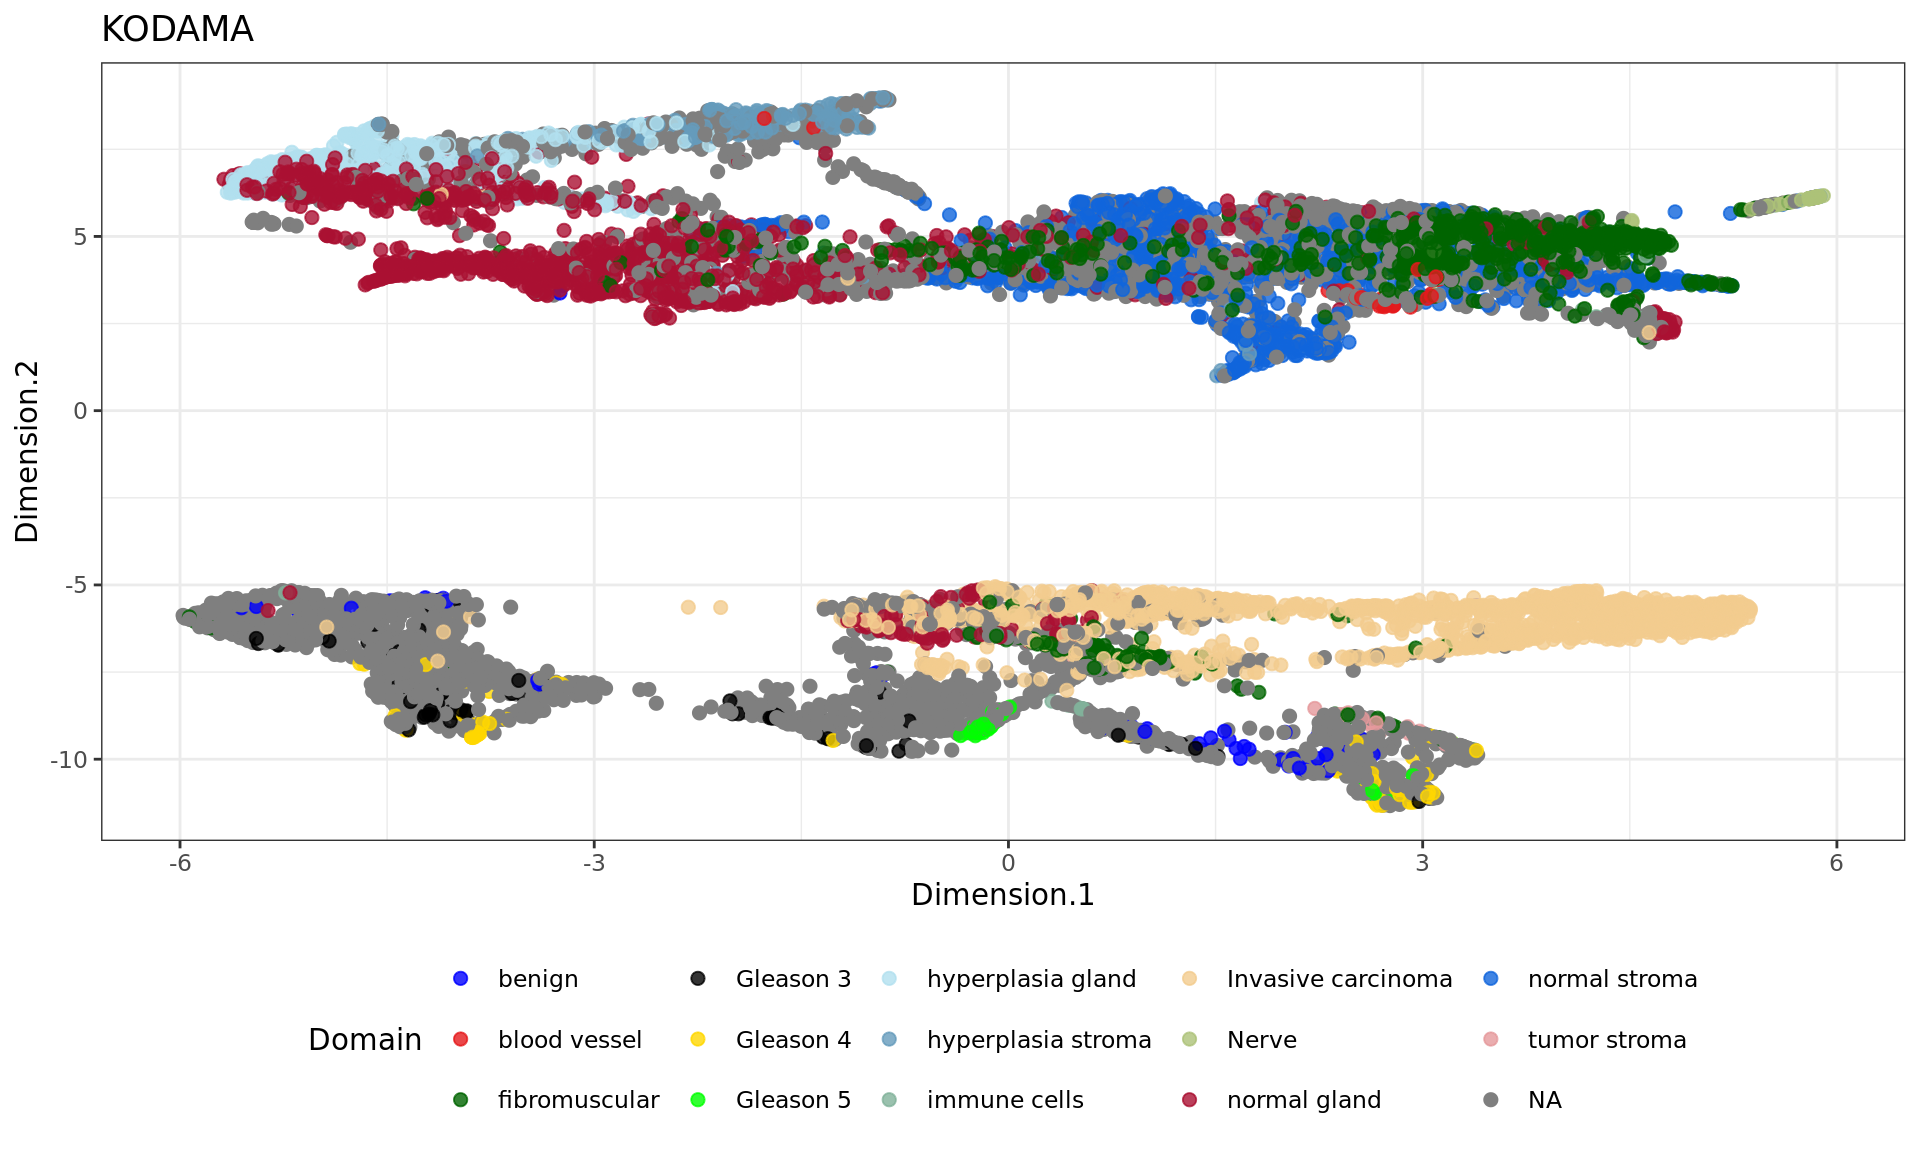 KODAMA
Dimension.2
5
0
-5
-10
-6
-3
0
3
6
Dimension.1
Domain
benign
Gleason 3
hyperplasia gland
Invasive carcinoma
normal stroma
blood vessel
Gleason 4
hyperplasia stroma
Nerve
tumor stroma
fibromuscular
Gleason 5
immune cells
normal gland
NA